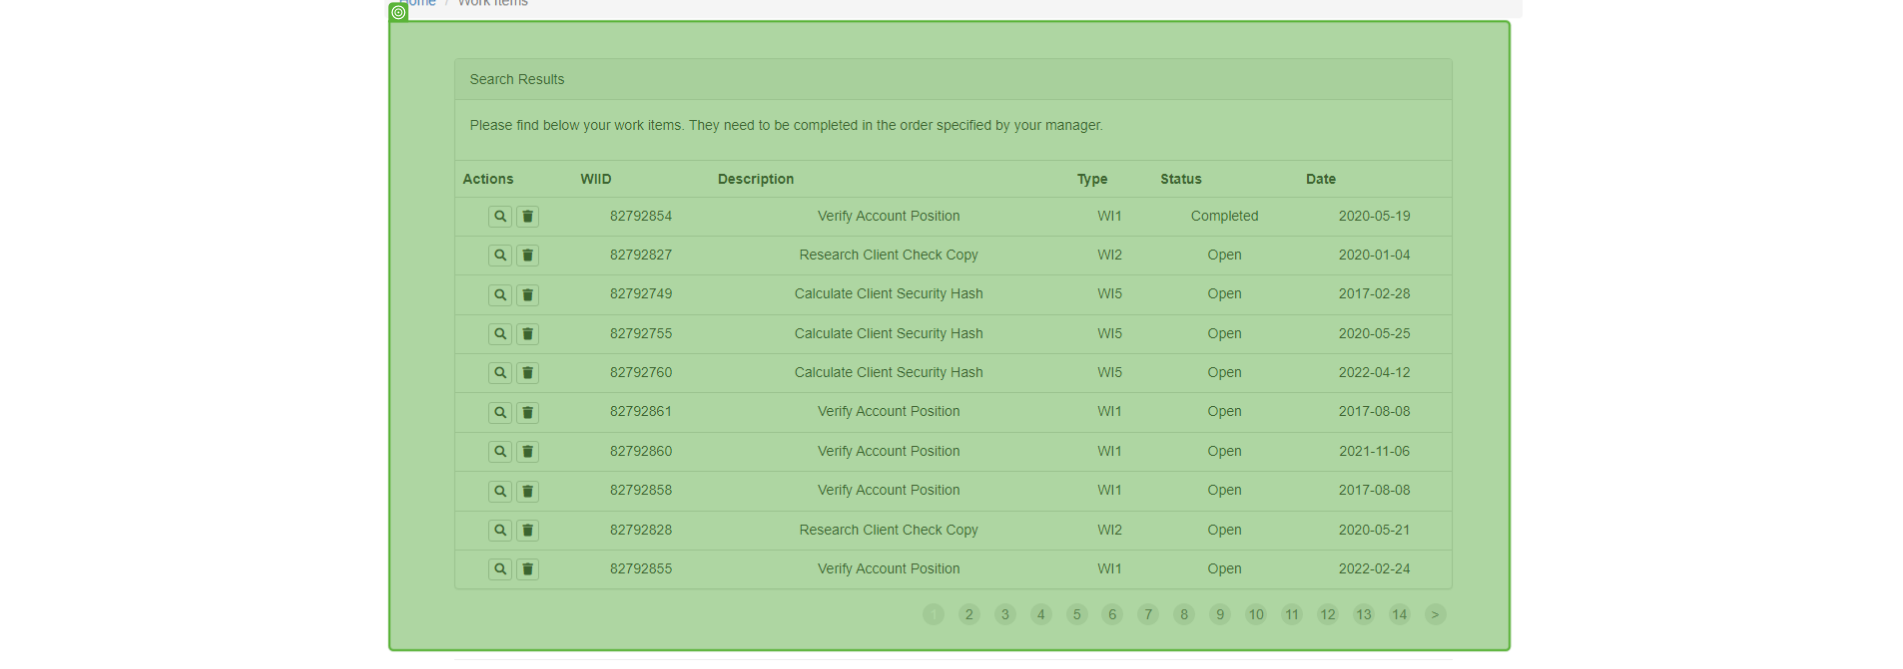 Home / Work Items
Search Results
Please find below your work items. They need to be completed in the order specified by your manager.
Actions WIID Description Type Status Date
82792854 Verify Account Position WI1 Completed 2020-05-19
82792827 Research Client Check Copy WI2 Open 2020-01-04
82792749 Calculate Client Security Hash WI5 Open 2017-02-28
82792755 Calculate Client Security Hash WI5 Open 2020-05-25
82792760 Calculate Client Security Hash WI5 Open 2022-04-12
82792861 Verify Account Position WI1 Open 2017-08-08
82792860 Verify Account Position WI1 Open 2021-11-06
82792858 Verify Account Position WI1 Open 2017-08-08
82792828 Research Client Check Copy WI2 Open 2020-05-21
82792855 Verify Account Position WI1 Open 2022-02-24
1 2 3 4 5 6 7 8 9 10 11 12 13 14 >